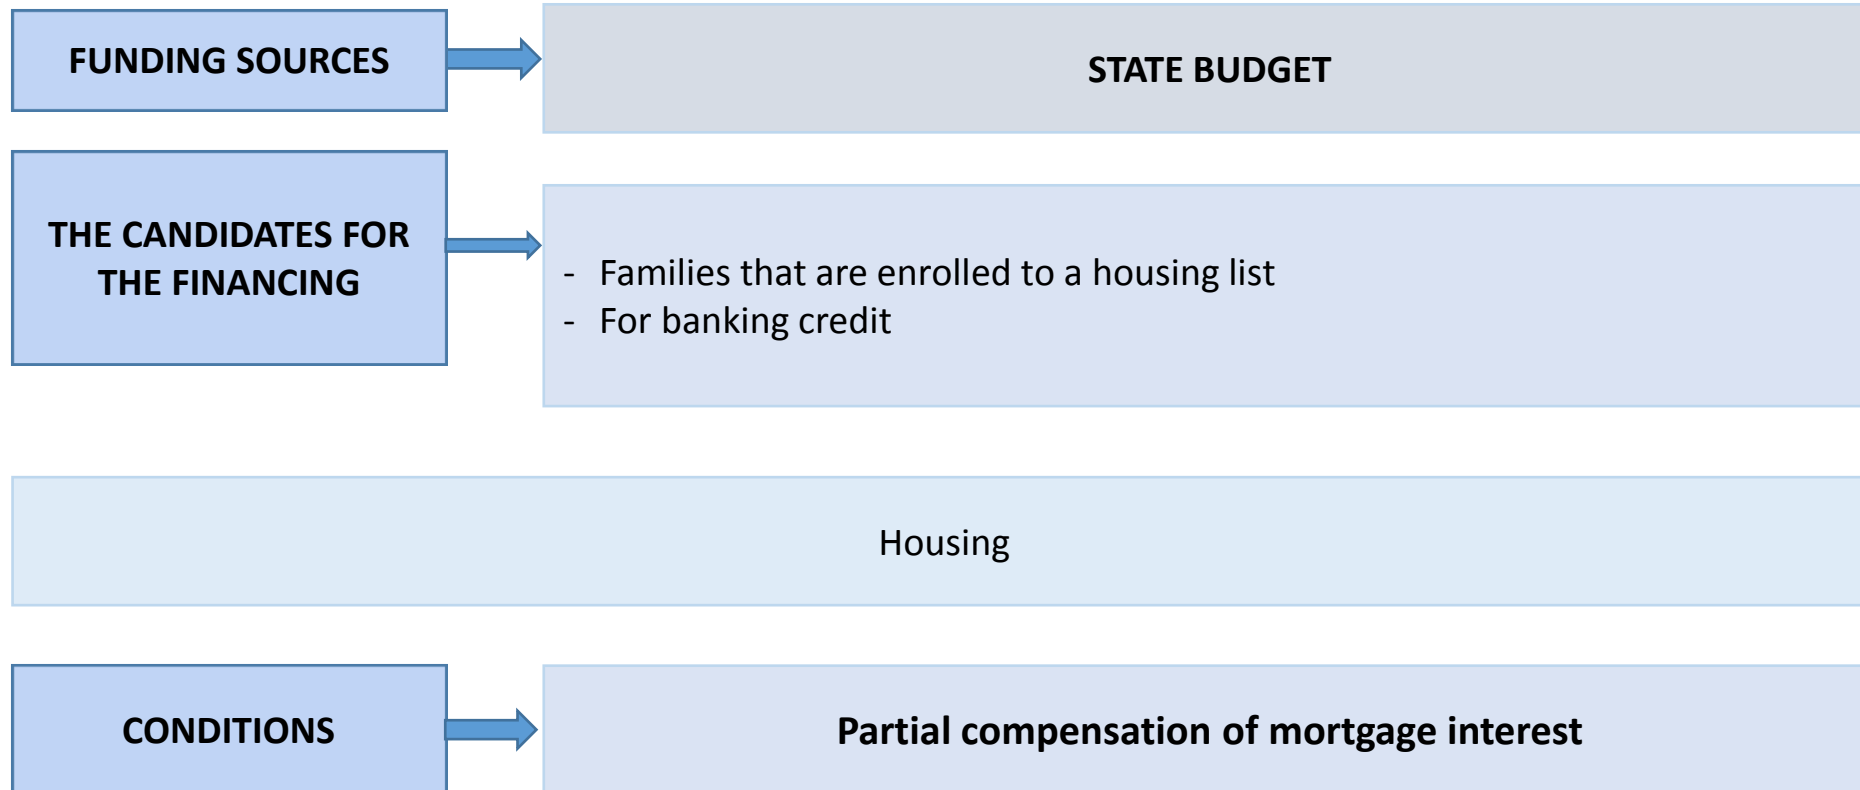 FUNDING SOURCES
STATE BUDGET
THE CANDIDATES FOR
THE FINANCING
- Families that are enrolled to a housing list
- For banking credit
Housing
CONDITIONS
Partial compensation of mortgage interest